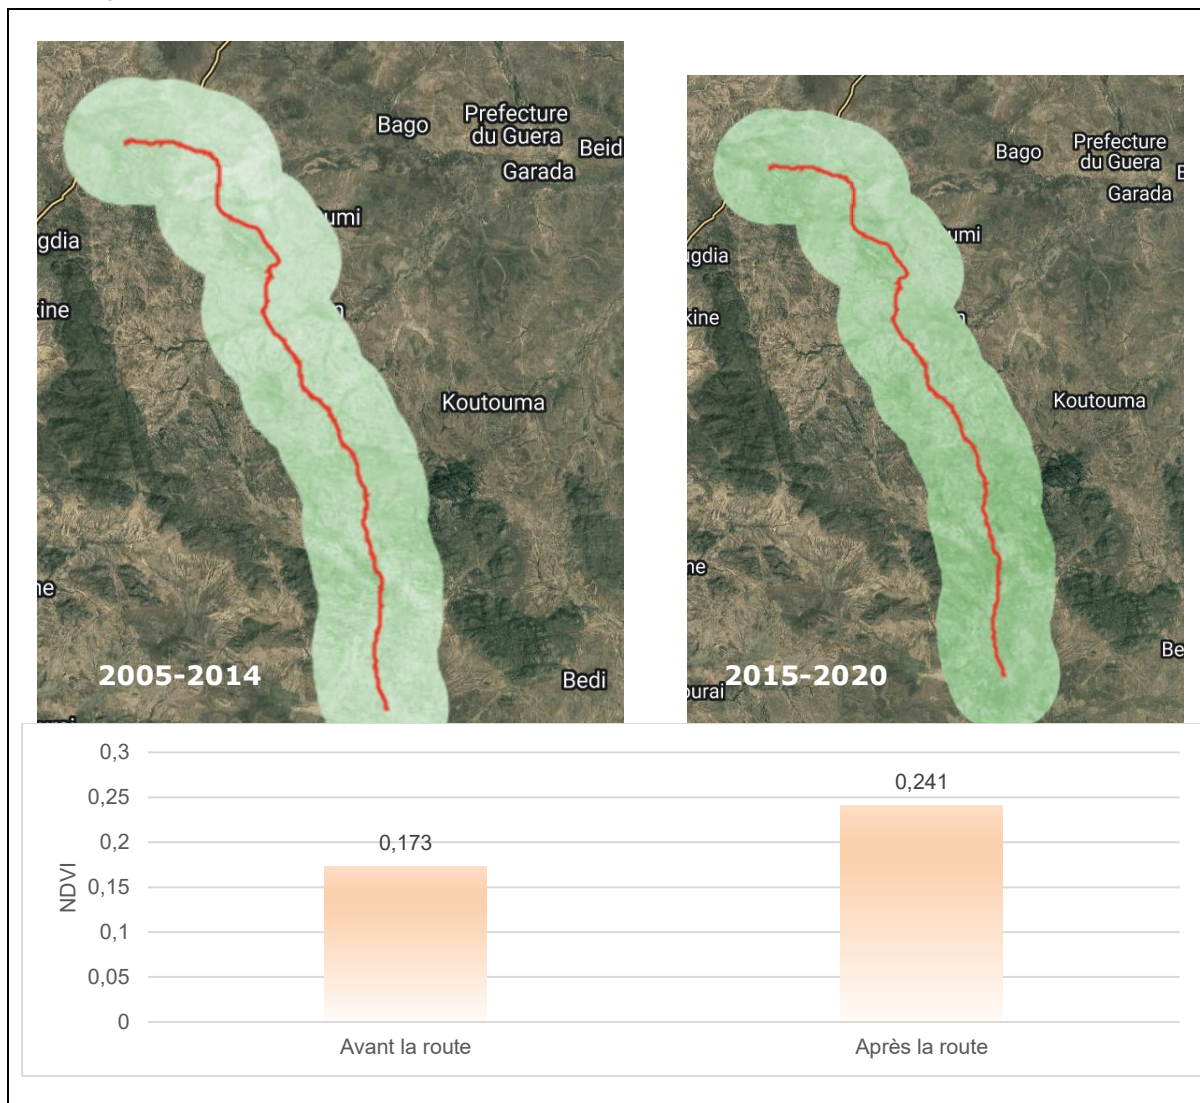 Bago
Prefecture
du Guera
Beid
Garada
umi
gdia
kine
n
Koutouma
ne
2005-2014
Bedi
Bago
Prefecture
du Guera
Garada
umi
ugdia
kine
n
Koutouma
ne
Be
2015-2020
ourai
0,3
0,25
0,2
0,15
0,1
0,05
0
NDVI
0,173
0,241
Avant la route
Après la route